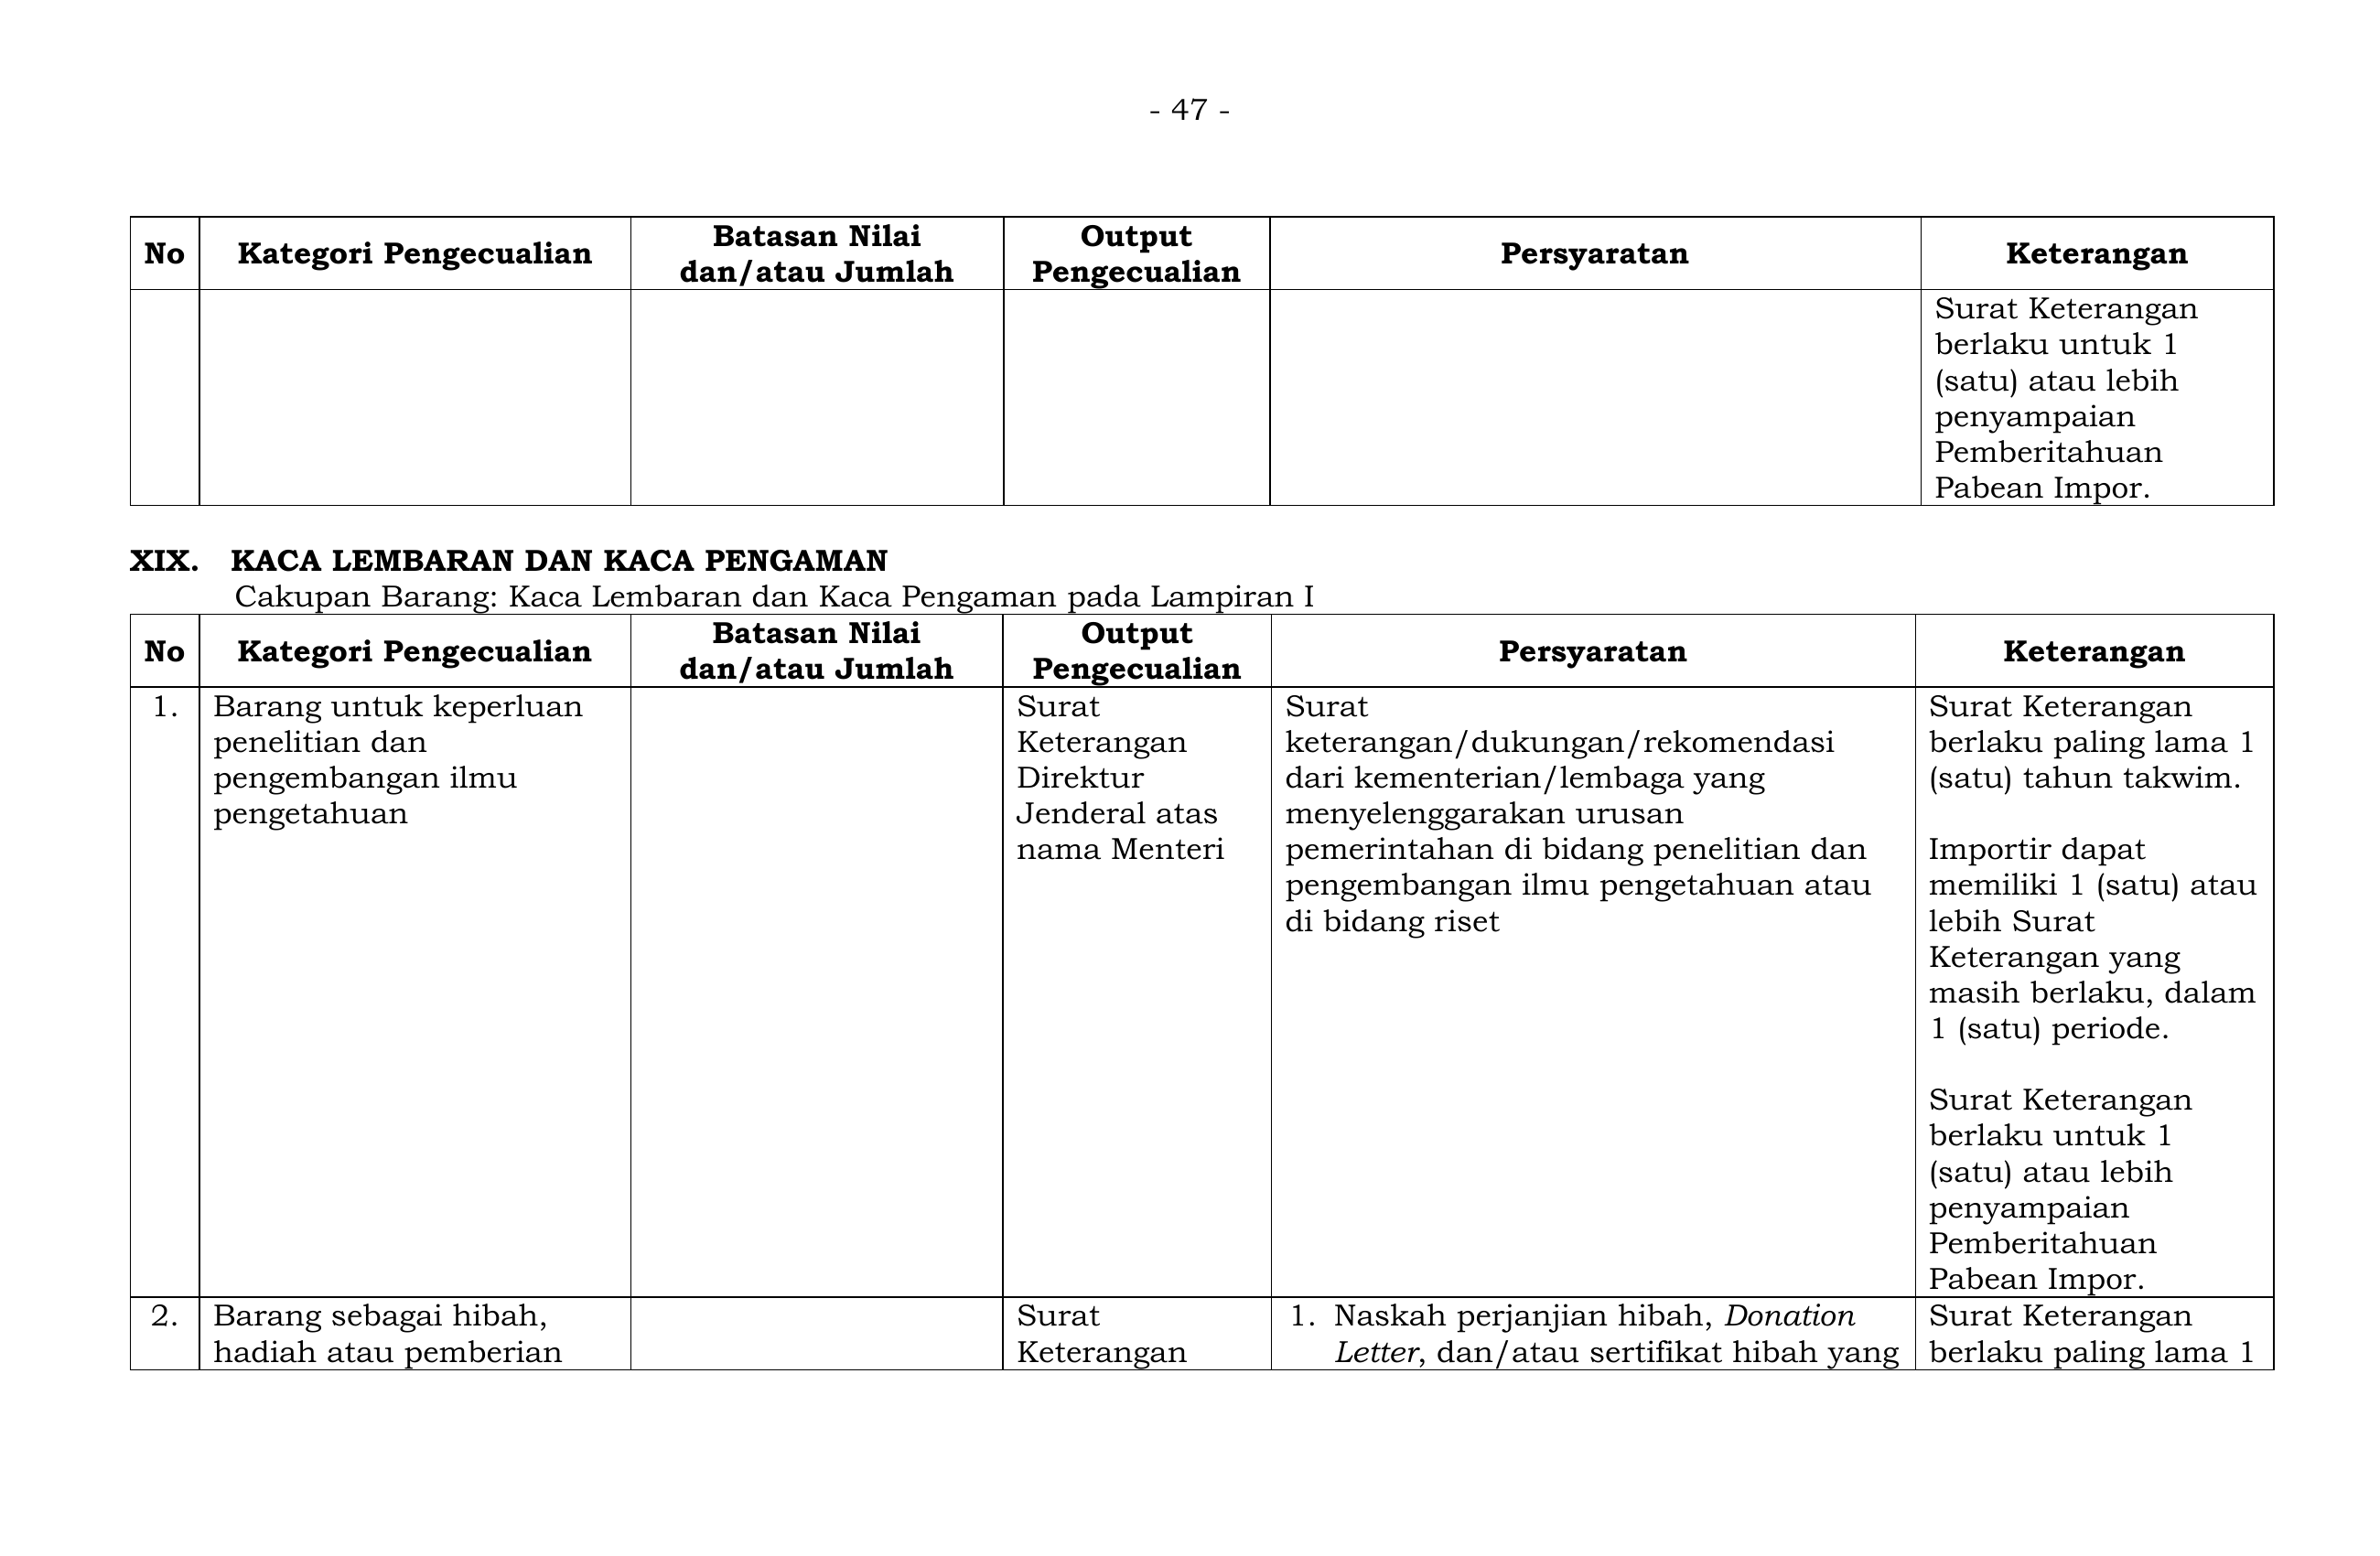 - 47 -
No
Kategori Pengecualian
Batasan Nilai
dan/atau Jumlah
Output
Pengecualian
Persyaratan
Keterangan
Surat Keterangan
berlaku untuk 1
(satu) atau lebih
penyampaian
Pemberitahuan
Pabean Impor.
XIX. KACA LEMBARAN DAN KACA PENGAMAN
Cakupan Barang: Kaca Lembaran dan Kaca Pengaman pada Lampiran I
No
Kategori Pengecualian
Batasan Nilai
dan/atau Jumlah
Output
Pengecualian
Persyaratan
Keterangan
1.
Barang untuk keperluan
penelitian dan
pengembangan ilmu
pengetahuan
Surat
Keterangan
Direktur
Jenderal atas
nama Menteri
Surat
keterangan/dukungan/rekomendasi
dari kementerian/lembaga yang
menyelenggarakan urusan
pemerintahan di bidang penelitian dan
pengembangan ilmu pengetahuan atau
di bidang riset
Surat Keterangan
berlaku paling lama 1
(satu) tahun takwim.
Importir dapat
memiliki 1 (satu) atau
lebih Surat
Keterangan yang
masih berlaku, dalam
1 (satu) periode.
Surat Keterangan
berlaku untuk 1
(satu) atau lebih
penyampaian
Pemberitahuan
Pabean Impor.
2.
Barang sebagai hibah,
hadiah atau pemberian
Surat
Keterangan
1. Naskah perjanjian hibah, Donation
Letter, dan/atau sertifikat hibah yang
Surat Keterangan
berlaku paling lama 1